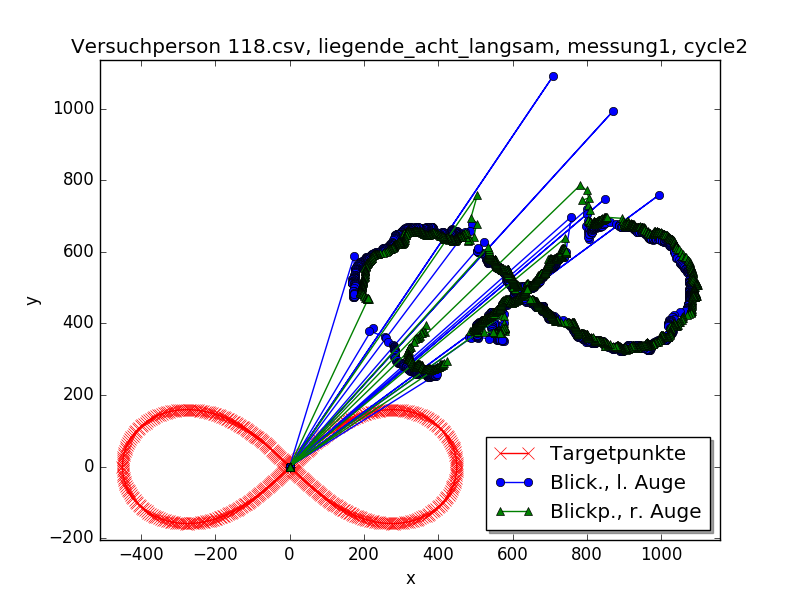 Versuchperson 118.csv, liegende_acht_langsam, messung1, cycle2
1000
800
600
400
200
0
−200
y
−400
−200
0
200
400
600
800
1000
x
Targetpunkte
Blick., l. Auge
Blickp., r. Auge